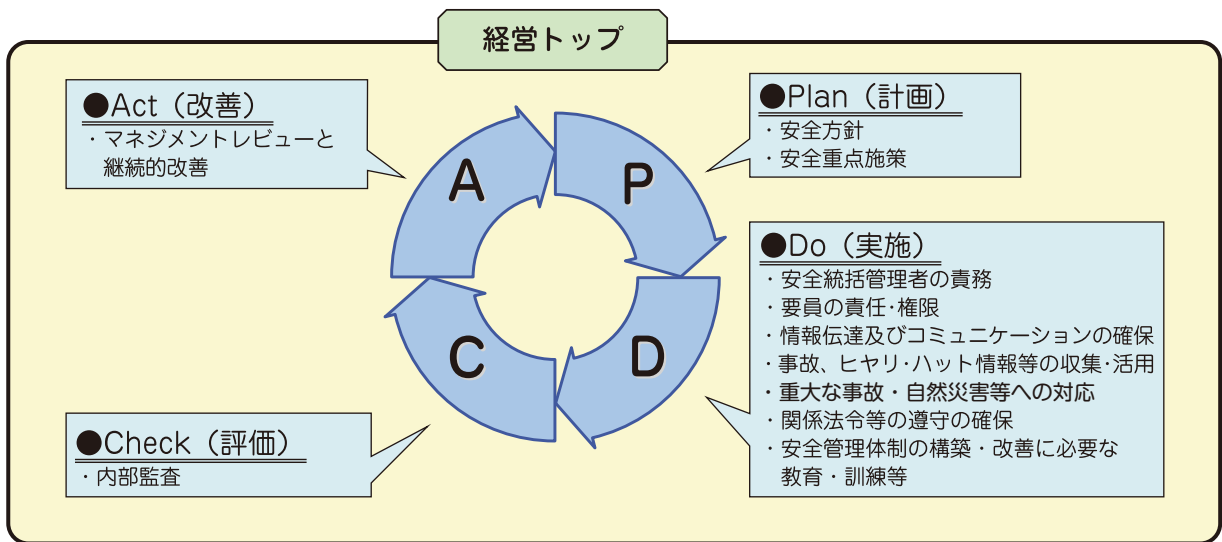 経営トップ
●Act（改善）
・マネジメントレビューと
継続的改善
●Plan（計画）
・安全方針
・安全重点施策
A
P
C
D
●Do（実施）
・安全統括管理者の責務
・要員の責任･権限
・情報伝達及びコミュニケーションの確保
・事故、ヒヤリ･ハット情報等の収集･活用
・重大な事故・自然災害等への対応
・関係法令等の遵守の確保
・安全管理体制の構築・改善に必要な
教育・訓練等
●Check（評価）
・内部監査